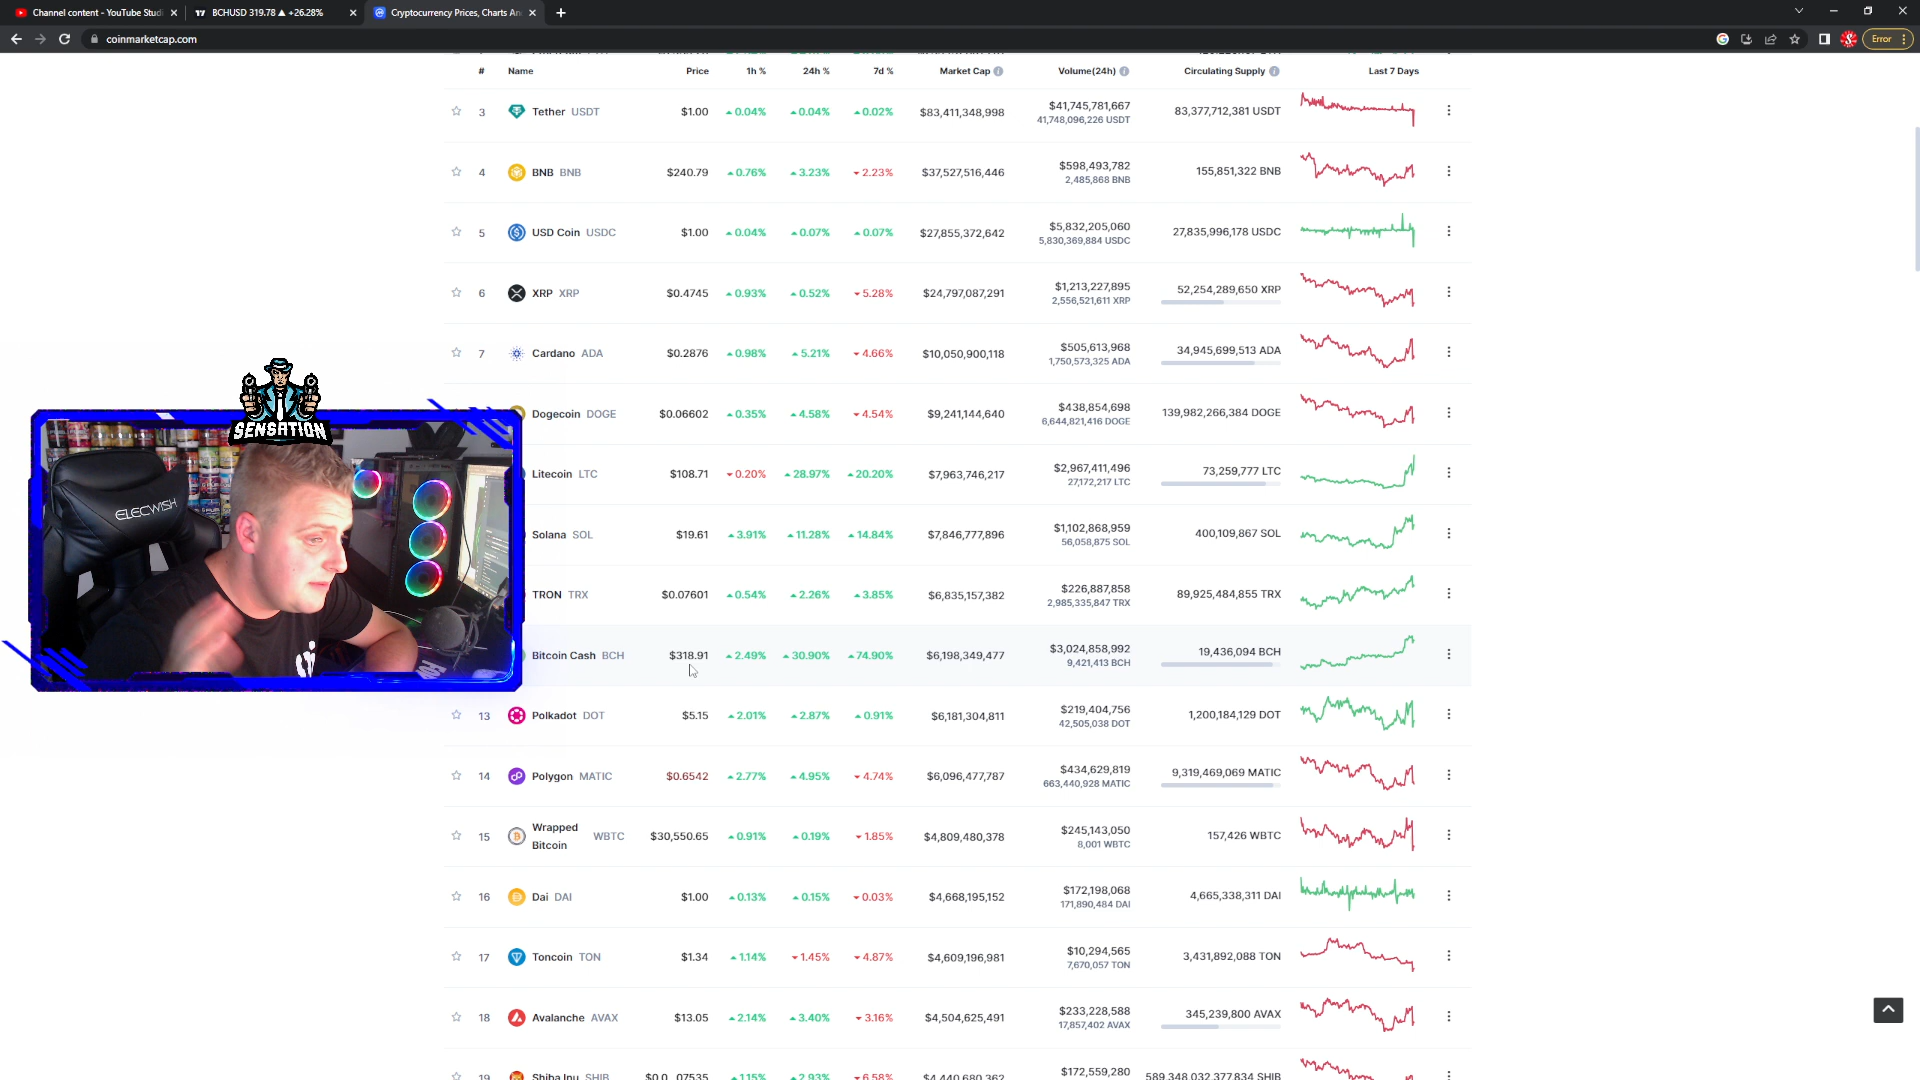 Channel content - YouTube Studi
BCHUSD 319.78 ▲ +26.28%
Cryptocurrency Prices, Charts An
coinmarketcap.com
Error
# Name Price 1h % 24h % 7d % Market Cap Volume(24h) Circulating Supply Last 7 Days
3 Tether USDT $1.00 0.04% 0.04% 0.02% $83,411,348,998 $41,745,781,667 83,377,712,381 USDT
41,748,096,226 USDT
4 BNB BNB $240.79 0.76% 3.23% 2.23% $37,527,516,446 $598,493,782 155,851,322 BNB
2,485,868 BNB
5 USD Coin USDC $1.00 0.04% 0.07% 0.07% $27,855,372,642 $5,832,205,060 27,835,996,178 USDC
5,830,369,884 USDC
6 XRP XRP $0.4745 0.93% 0.52% 5.28% $24,797,087,291 $1,213,227,895 52,254,289,650 XRP
2,556,521,611 XRP
7 Cardano ADA $0.2876 0.98% 5.21% 4.66% $10,050,900,118 $505,613,968 34,945,699,513 ADA
1,750,573,325 ADA
Dogecoin DOGE $0.06602 0.35% 4.58% 4.54% $9,241,144,640 $438,854,698 139,982,266,384 DOGE
6,644,821,416 DOGE
SENSATION
Litecoin LTC $108.71 0.20% 28.97% 20.20% $7,963,746,217 $2,967,411,496 73,259,777 LTC
27,172,217 LTC
ELECWISH
Solana SOL $19.61 3.91% 11.28% 14.84% $7,846,777,896 $1,102,868,959 400,109,867 SOL
56,058,875 SOL
TRON TRX $0.07601 0.54% 2.26% 3.85% $6,835,157,382 $226,887,858 89,925,484,855 TRX
2,985,335,847 TRX
Bitcoin Cash BCH $318.91 2.49% 30.90% 74.90% $6,198,349,477 $3,024,858,992 19,436,094 BCH
9,421,413 BCH
13 Polkadot DOT $5.15 2.01% 2.87% 0.91% $6,181,304,811 $219,404,756 1,200,184,129 DOT
42,505,038 DOT
14 Polygon MATIC $0.6542 2.77% 4.95% 4.74% $6,096,477,787 $434,629,819 9,319,469,069 MATIC
663,440,928 MATIC
15 Wrapped Bitcoin WBTC $30,550.65 0.91% 0.19% 1.85% $4,809,480,378 $245,143,050 157,426 WBTC
8,001 WBTC
16 Dai DAI $1.00 0.13% 0.15% 0.03% $4,668,195,152 $172,198,068 4,665,338,311 DAI
171,890,484 DAI
17 Toncoin TON $1.34 1.14% 1.45% 4.87% $4,609,196,981 $10,294,565 3,431,892,088 TON
7,670,057 TON
18 Avalanche AVAX $13.05 2.14% 3.40% 3.16% $4,504,625,491 $233,228,588 345,239,800 AVAX
17,857,402 AVAX
19 Shiba Inu SHIB $0.0...07535 1.15% 2.93% 6.58% $4,440,680,362 $172,559,280 589,348,032,377,834 SHIB